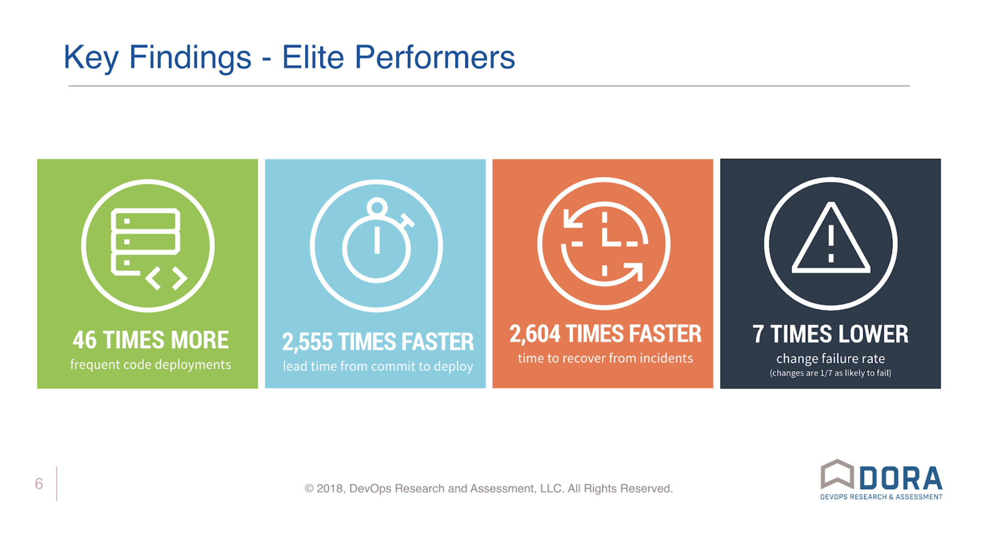 Key Findings - Elite Performers
46 TIMES MORE
frequent code deployments
2,555 TIMES FASTER
lead time from commit to deploy
2,604 TIMES FASTER
time to recover from incidents
7 TIMES LOWER
change failure rate
(changes are 1/7 as likely to fail)
6
© 2018, DevOps Research and Assessment, LLC. All Rights Reserved.
DORA
DEVOPS RESEARCH & ASSESSMENT